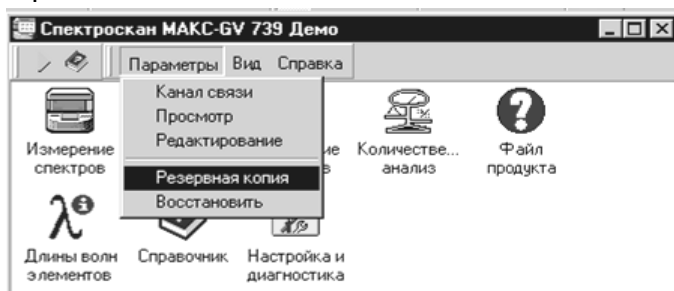 Спектроскан МАКС-GV 739 Демо
Параметры Вид Справка
Канал связи
Просмотр
Редактирование
Резервная копия
Восстановить
Измерение
спектров
Количестве...
анализ
Файл
продукта
Длины волн
элементов
Справочник
Настройка и
диагностика